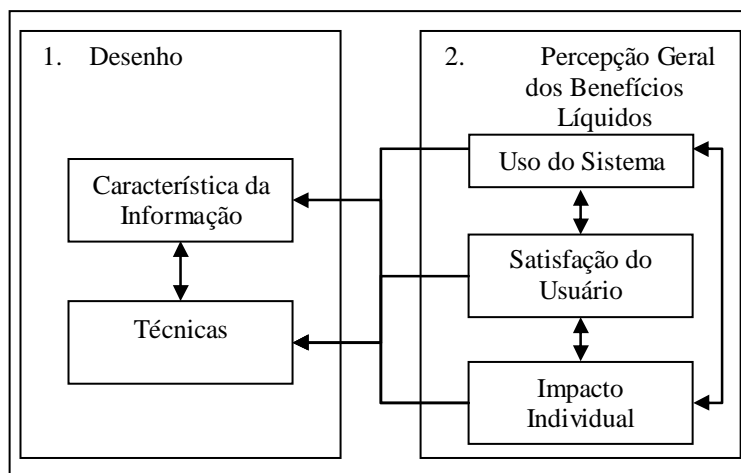 1. Desenho
Característica da
Informação
Técnicas
2. Percepção Geral
dos Benefícios
Líquidos
Uso do Sistema
Satisfação do
Usuário
Impacto
Individual